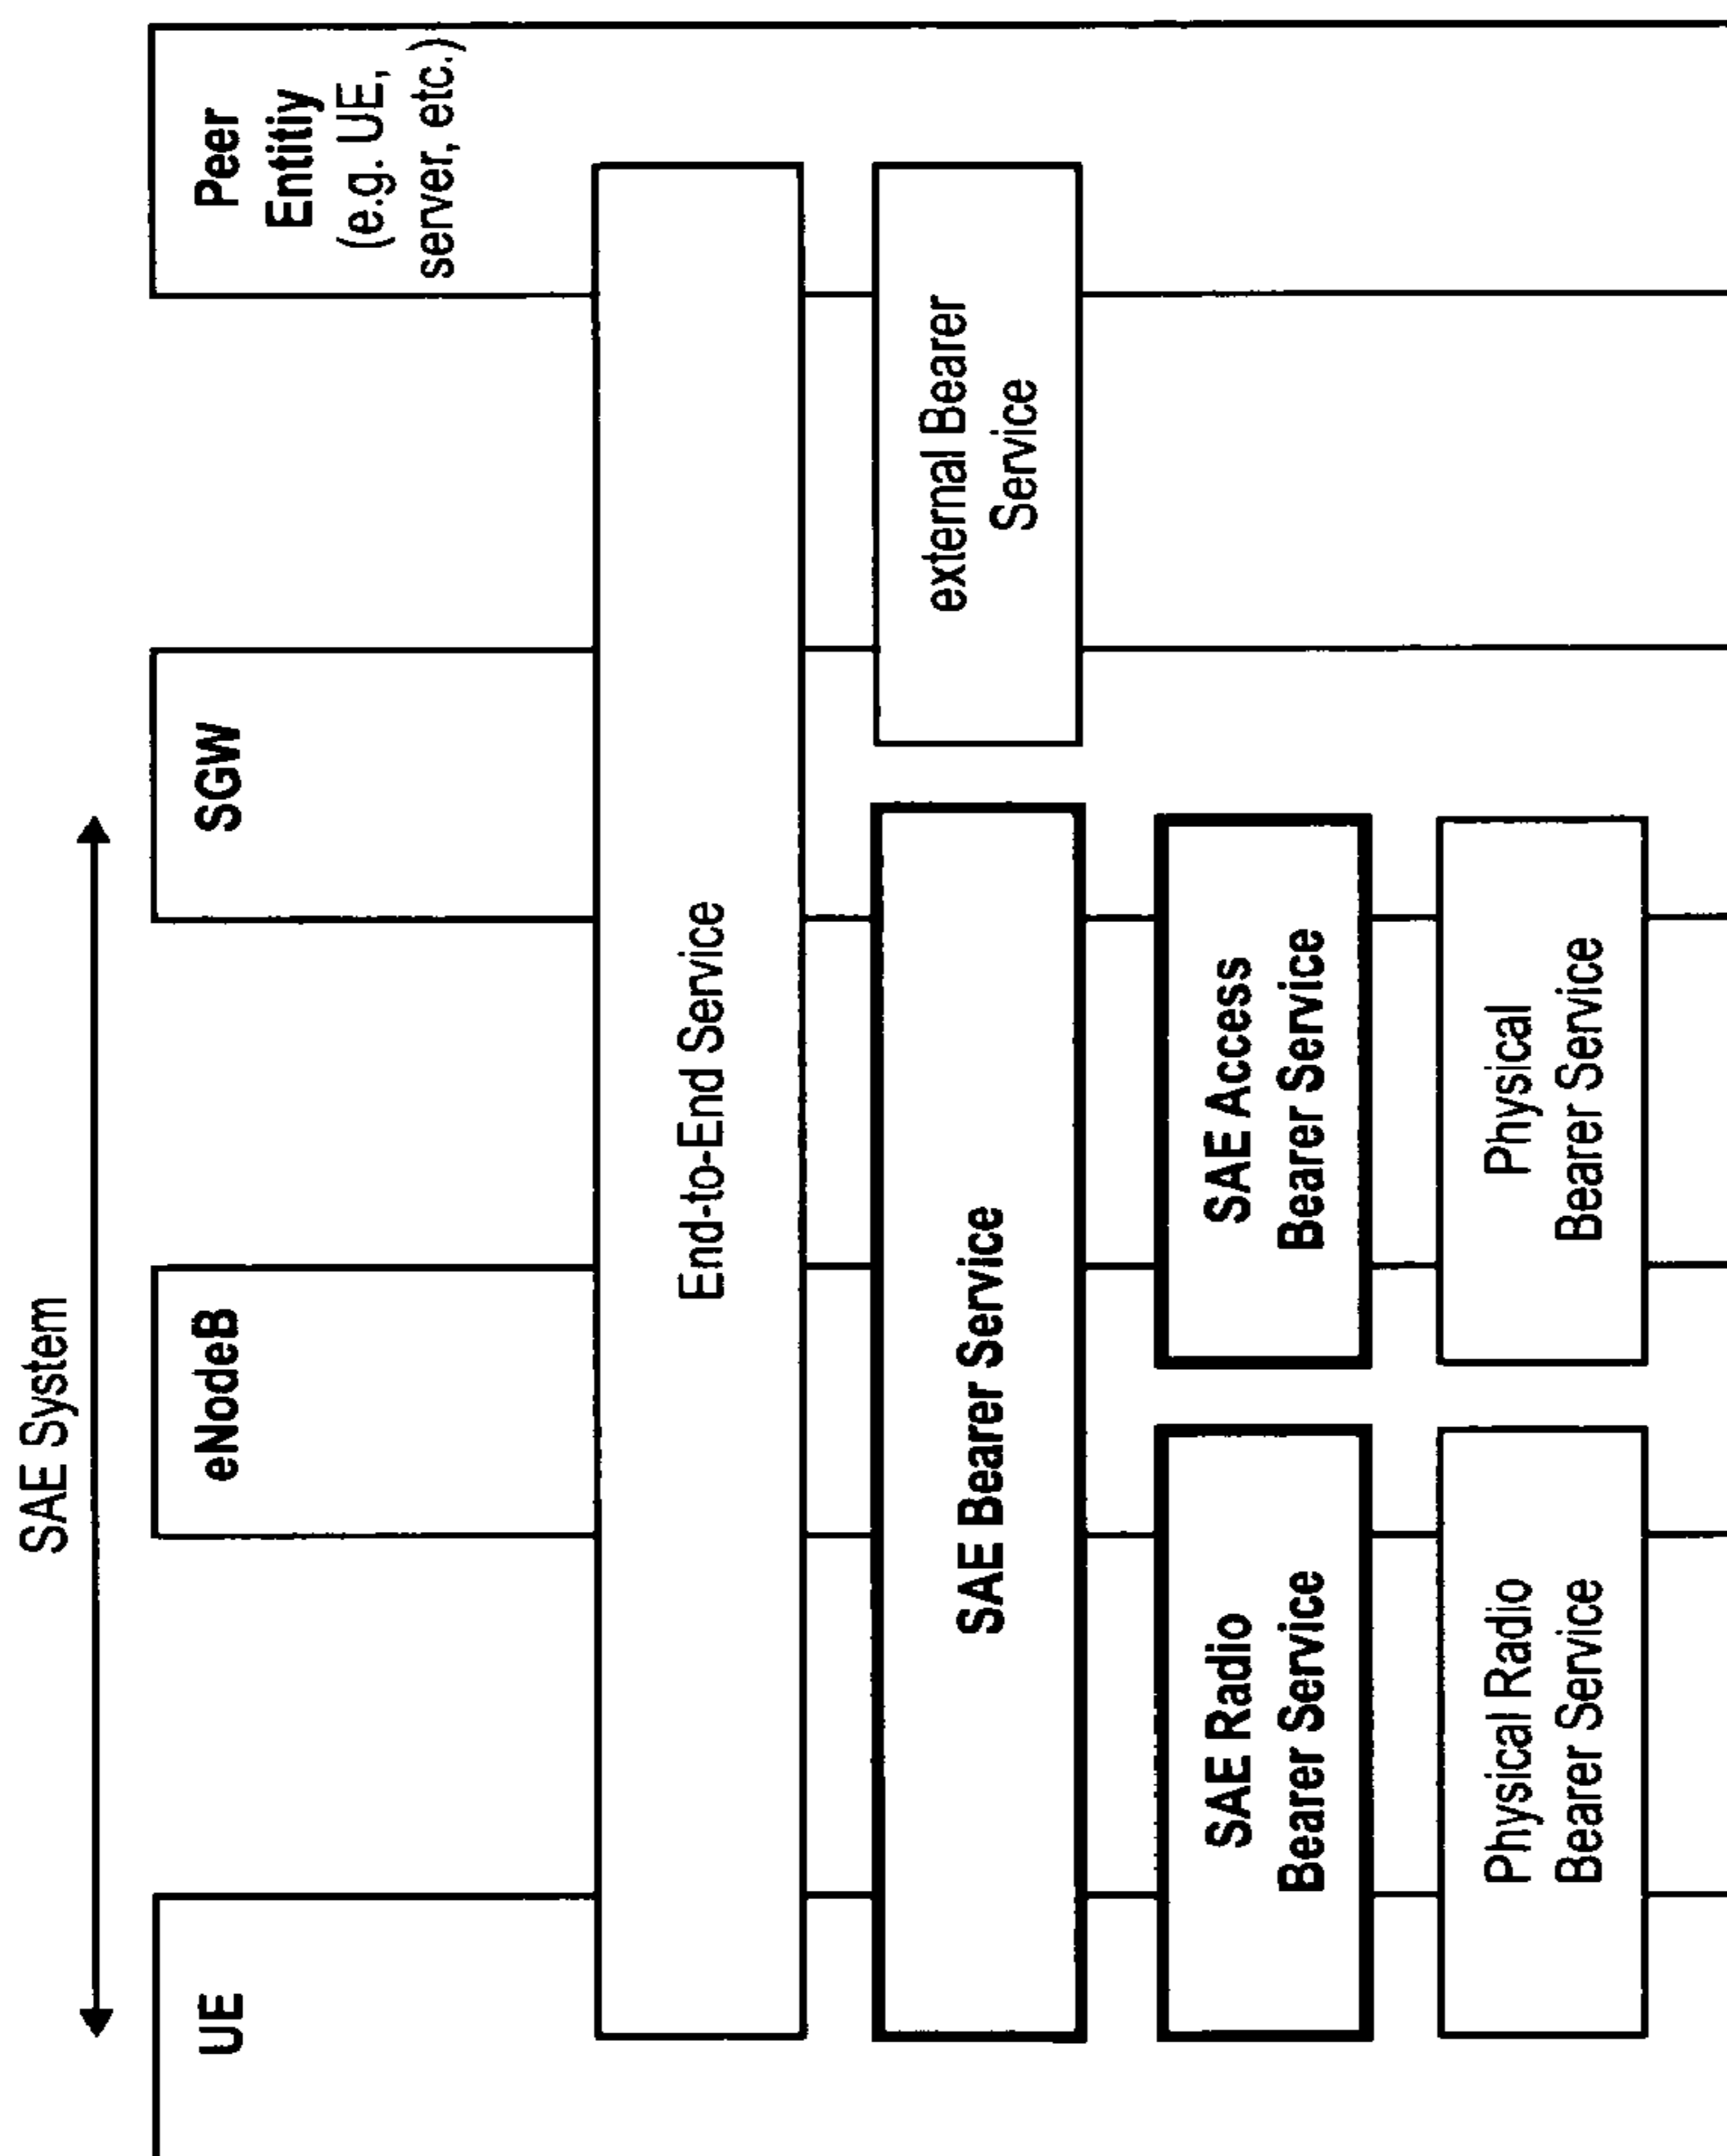 SAE System
UE
eNodeB
SGW
Peer
Entitiy
(e.g. UE,
server, etc.)
End-to-End Service
SAE Bearer Service
external Bearer
Service
SAE Radio
Bearer Service
SAE Access
Bearer Service
Physical Radio
Bearer Service
Physical
Bearer Service